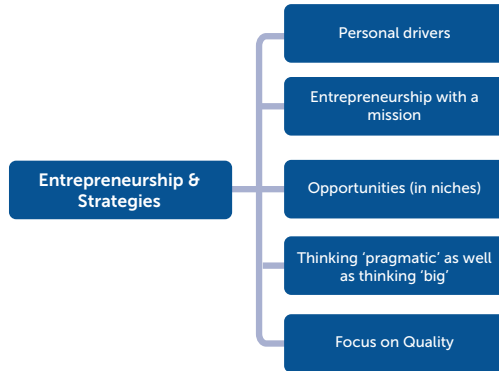 Personal drivers
Entrepreneurship with a
mission
Entrepreneurship &
Strategies
Opportunities (in niches)
Thinking ‘pragmatic’ as well
as thinking ‘big’
Focus on Quality